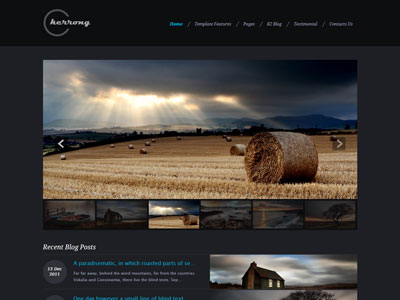 kerrong
Home / Template Features / Pages / K2 Blog / Testimonial / Contacts Us
Recent Blog Posts
13 Dec
2011
A paradisematic, in which roasted parts of se...
Far far away, behind the word mountains, far from the countries
Vokalia and Consonantia, there live the blind texts. Sep...
One day however a small line of blind text